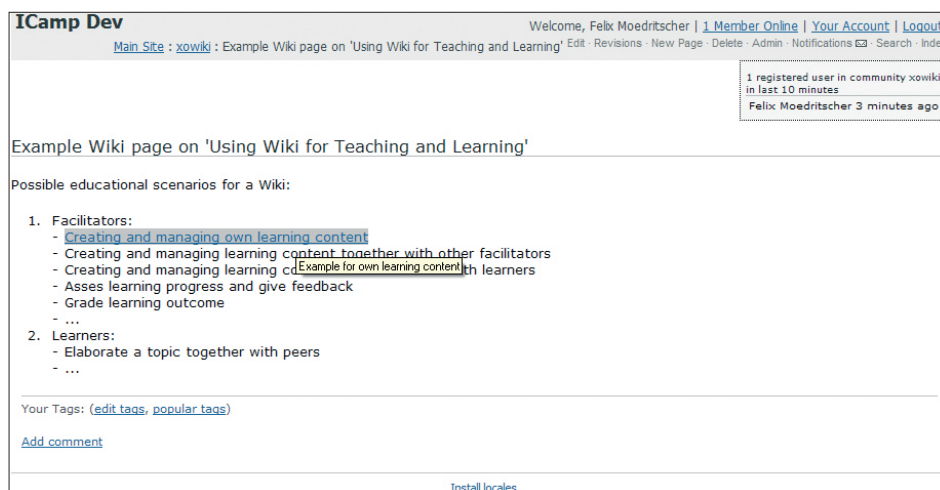 ICamp Dev
Welcome, Felix Moedritscher | 1 Member Online | Your Account | Logout
Main Site : xowiki : Example Wiki page on 'Using Wiki for Teaching and Learning' Edit · Revisions · New Page · Delete · Admin · Notifications · Search · Inde
1 registered user in community xowiki
in last 10 minutes
Felix Moedritscher 3 minutes ago
Example Wiki page on 'Using Wiki for Teaching and Learning'
Possible educational scenarios for a Wiki:
1. Facilitators:
- Creating and managing own learning content
- Creating and managing learning content together with other facilitators
Example for own learning content
- Creating and managing learning co th learners
- Asses learning progress and give feedback
- Grade learning outcome
- ...
2. Learners:
- Elaborate a topic together with peers
- ...
Your Tags: (edit tags, popular tags)
Add comment
Install locales